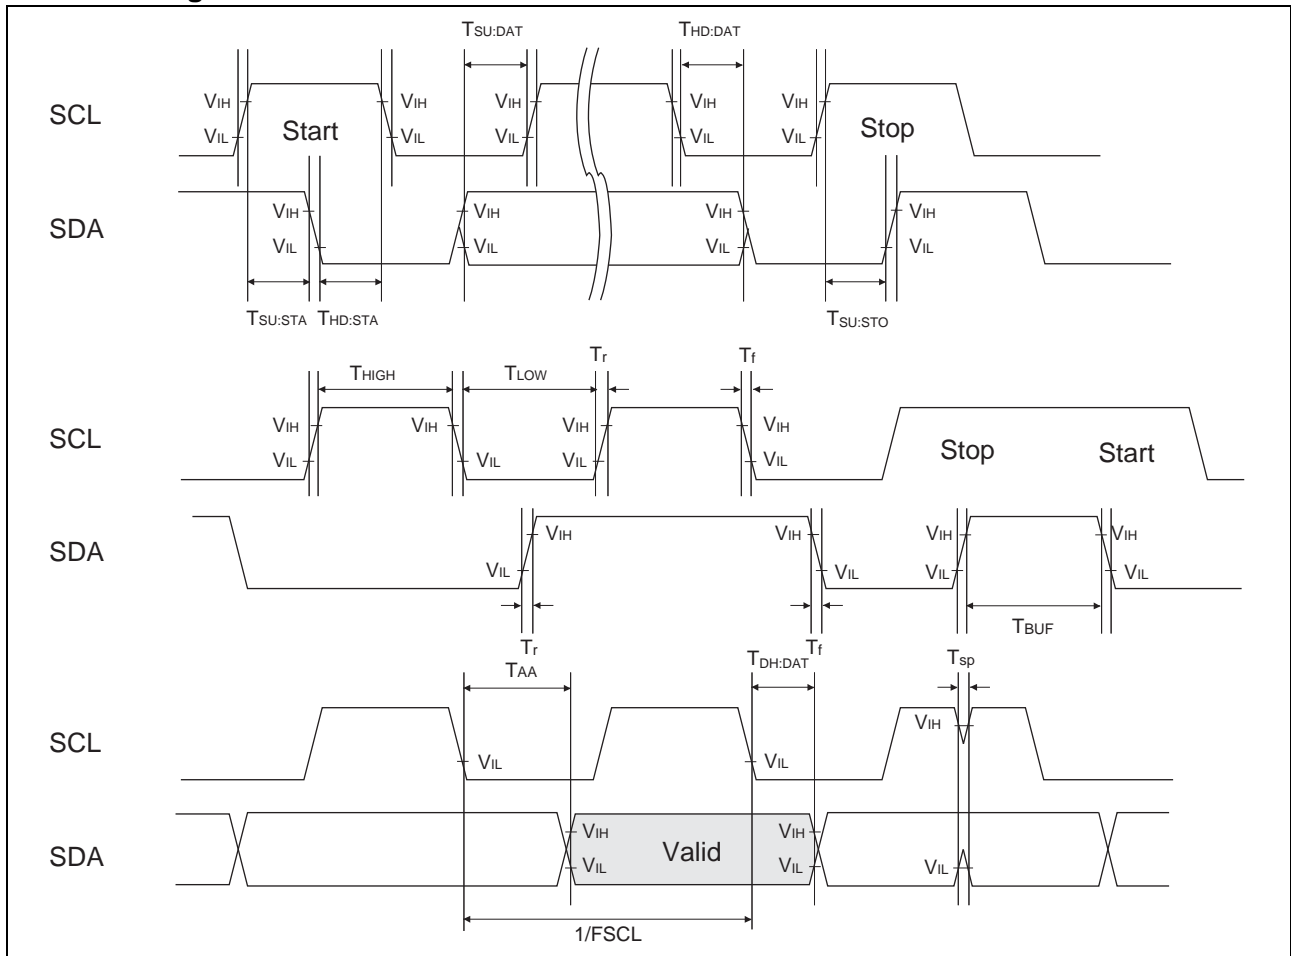 TSU:DAT THD:DAT
SCL VIH VIH VIH VIH VIH
Start Stop
VIL VIL VIL VIL VIL
SDA VIH VIH VIH VIH
VIL VIL VIL VIL
TSU:STA THD:STA TSU:STO
Tr Tf
THIGH TLOW
SCL VIH VIH VIH VIH
VIL VIL VIL VIL
Stop Start
SDA VIH VIH VIH VIH
VIL VIL VIL VIL
TBUF
Tr Tf
TAA TDH:DAT Tsp
SCL VIH
VIL VIL
SDA VIH VIH
Valid
VIL VIL VIL
1/FSCL